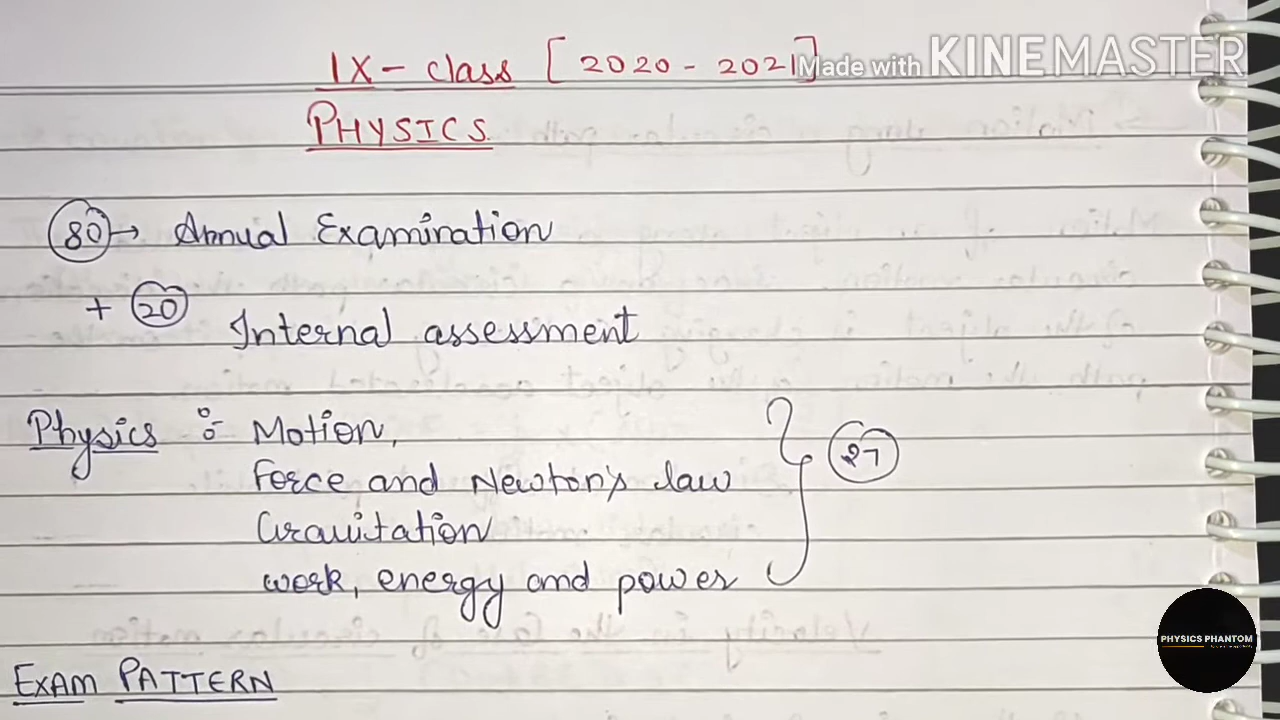 IX - class [2020 - 2021]
Made with KINEMASTER
PHYSICS
80 → Annual Examination
+ 20 Internal assessment
Physics :- Motion,
Force and Newton's law
Gravitation
work, energy and power
27
PHYSICS PHANTOM
EXAM PATTERN